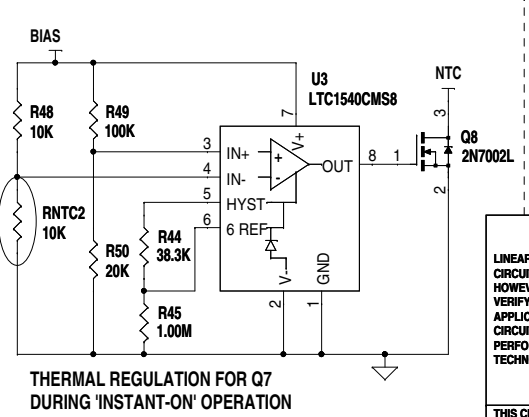 BIAS
U3
LTC1540CMS8
NTC
R48
10K
R49
100K
7
V+
3
3
IN+
+
4
IN-
-
OUT
8
1
Q8
2N7002L
5
HYST
6
6 REF
2
RNTC2
10K
R50
20K
R44
38.3K
V-
GND
2
1
R45
1.00M
THERMAL REGULATION FOR Q7
DURING 'INSTANT-ON' OPERATION
LINEAR
CIRCUI
HOWEV
VERIFY
APPLIC
CIRCUI
PERFO
TECHN
THIS CI